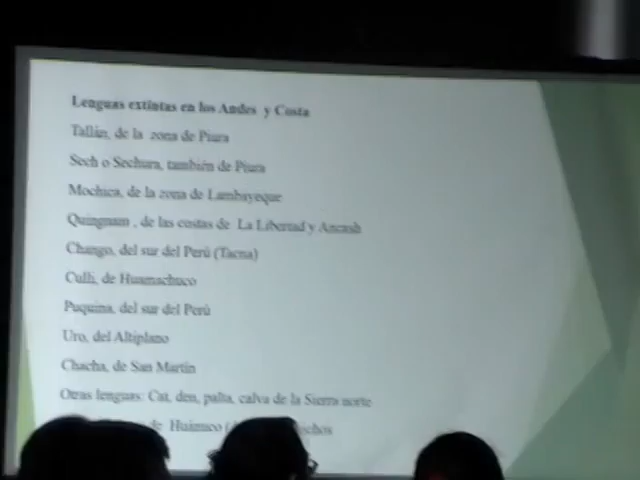 Lenguas extintas en los Andes y Costa
Tallán, de la zona de Piura
Sech o Sechura, también de Piura
Mochica, de la zona de Lambayeque
Quingnam , de las costas de La Libertad y Ancash
Chango, del sur del Perú (Tacna)
Culli, de Huamachuco
Puquina, del sur del Perú
Uro, del Altiplano
Chacha, de San Martín
Otras lenguas: Cat, den, palta, calva de la Sierra norte
de Huánuco